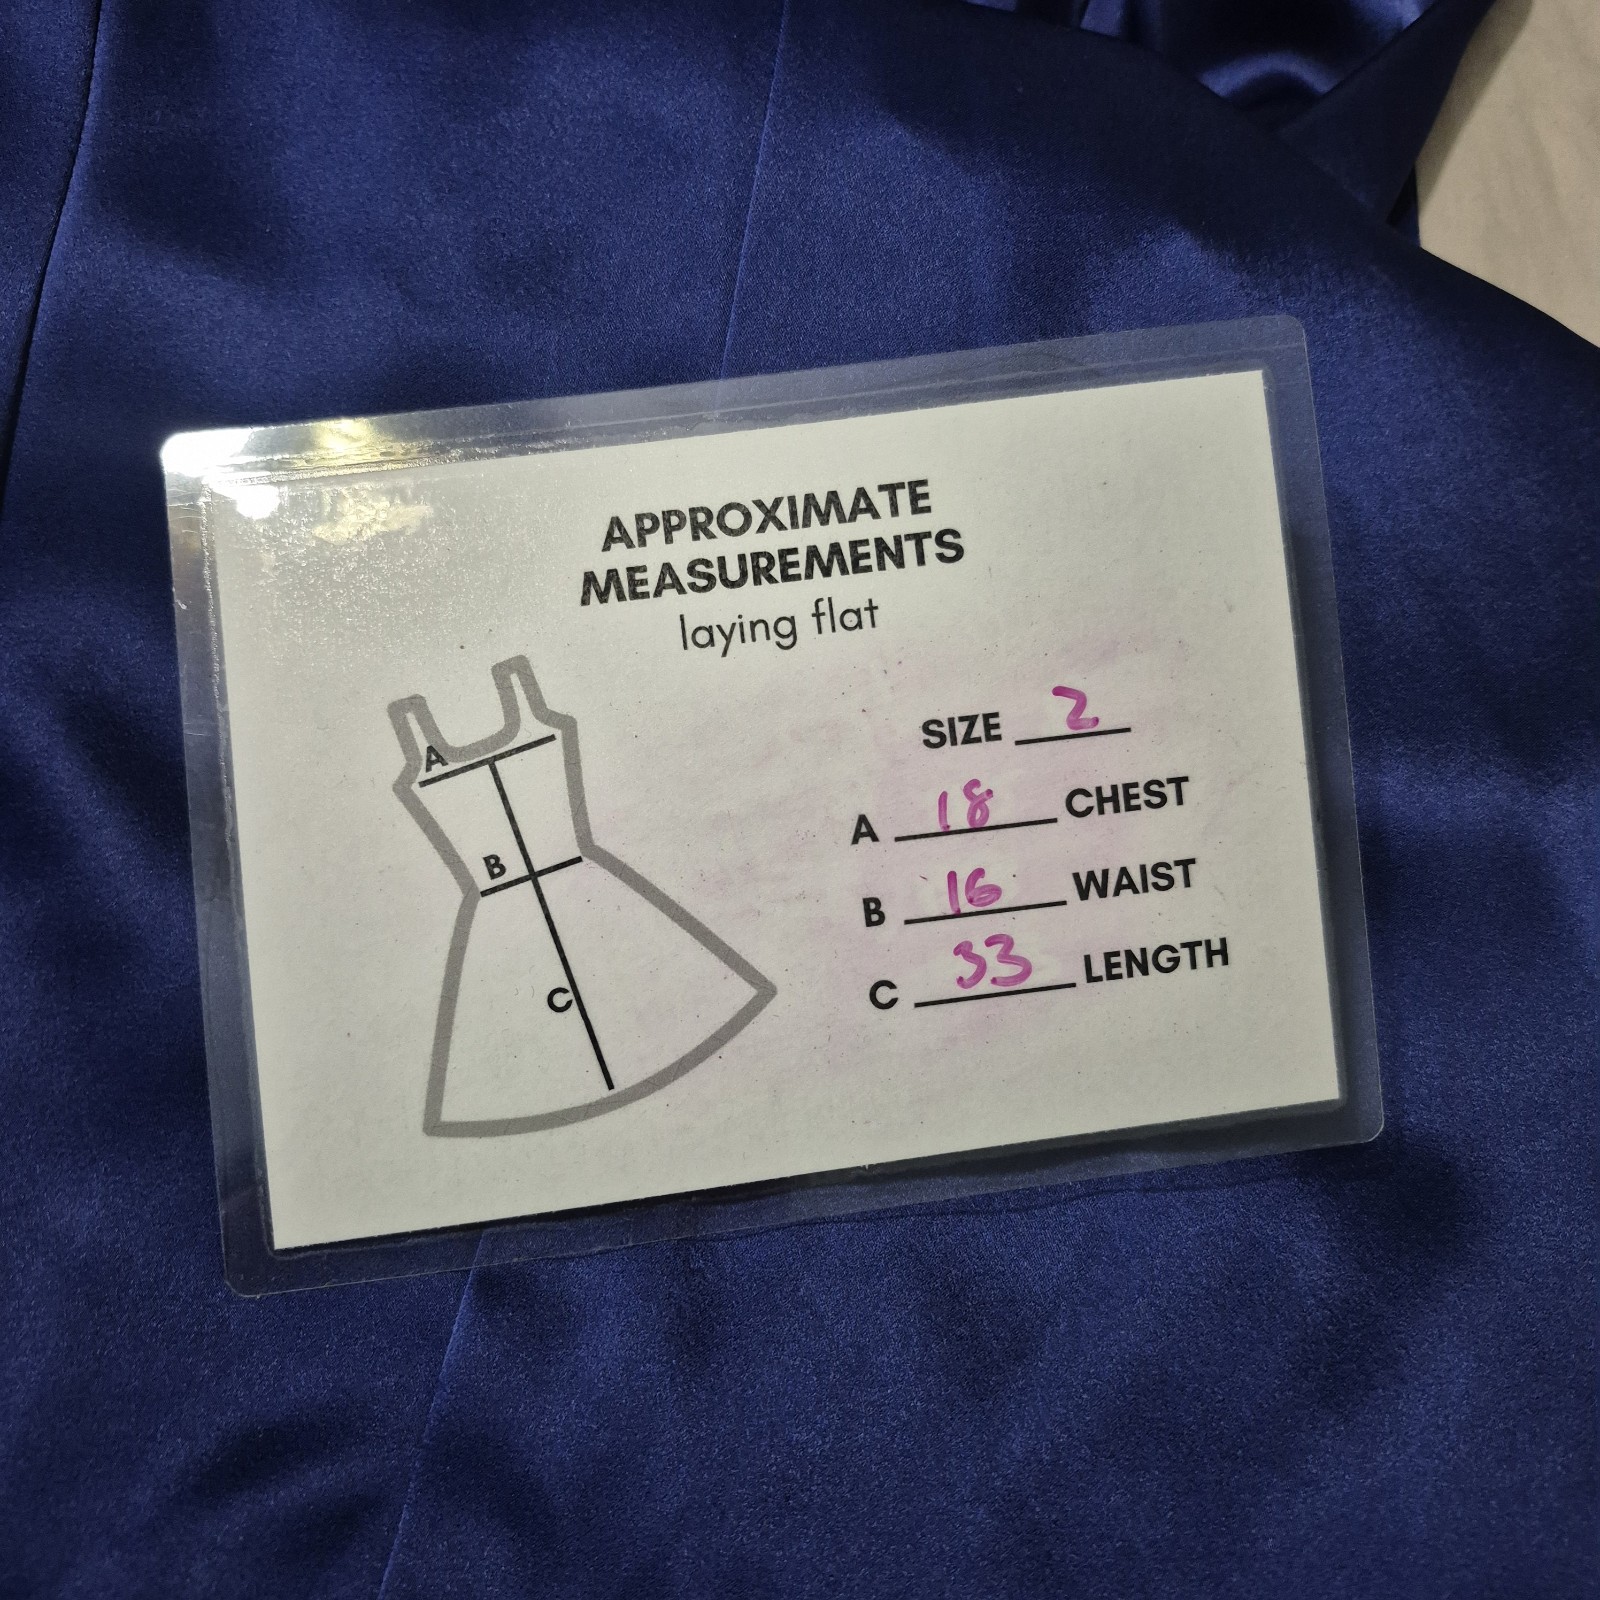 APPROXIMATE
MEASUREMENTS
laying flat
SIZE 2
A 18 CHEST
B 16 WAIST
C 33 LENGTH
A
B
C